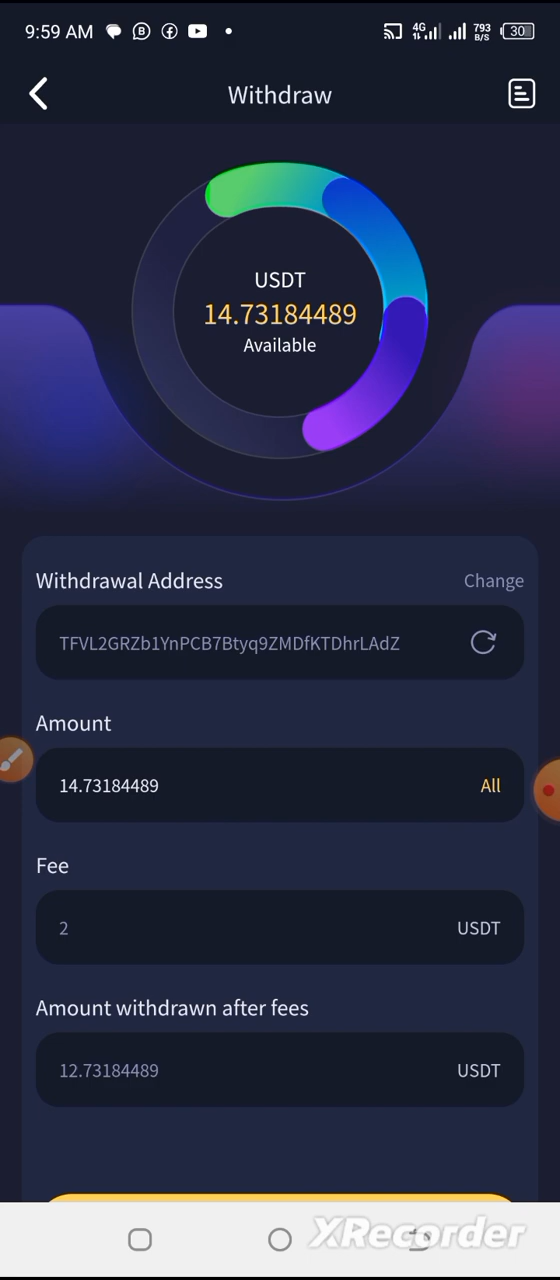 9:59 AM
4G
793
B/S
30
Withdraw
USDT
14.73184489
Available
Withdrawal Address
Change
TFVL2GRZb1YnPCB7Btyq9ZMDfKTDhrLAdZ
Amount
14.73184489
All
Fee
2
USDT
Amount withdrawn after fees
12.73184489
USDT
XRecorder